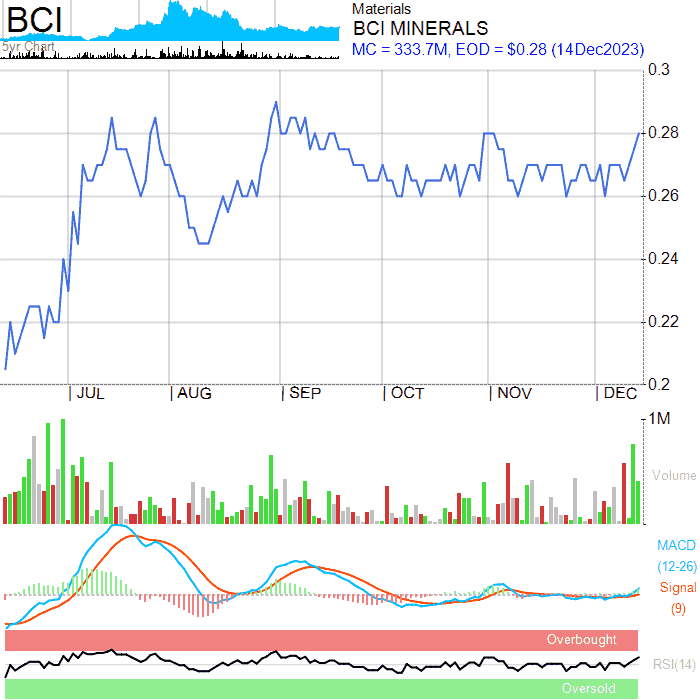 BCI
5yr Chart
Materials
BCI MINERALS
MC = 333.7M, EOD = $0.28 (14Dec2023)
0.3
0.28
0.26
0.24
0.22
0.2
JUL AUG SEP OCT NOV DEC
1M
Volume
MACD
(12-26)
Signal
(9)
Overbought
RSI(14)
Oversold